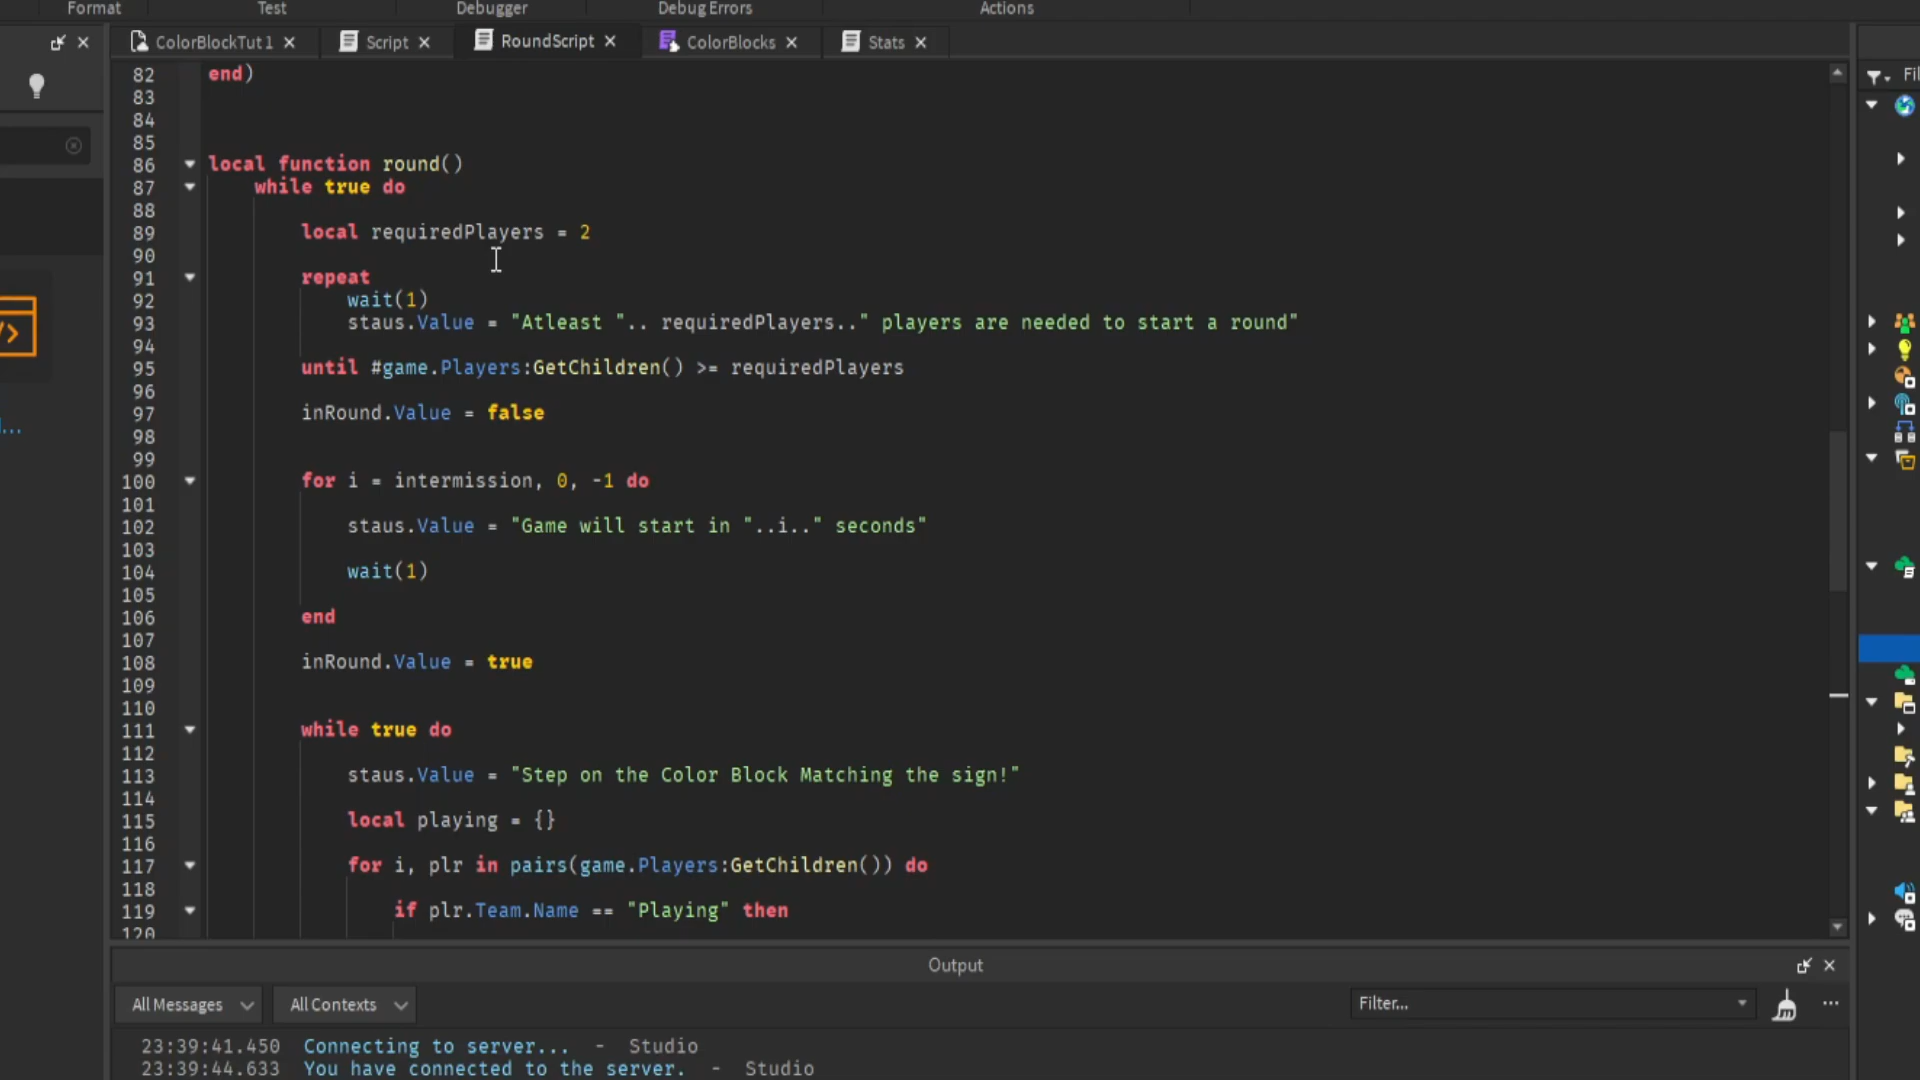 Format Test Debugger Debug Errors Actions
ColorBlockTut 1 Script RoundScript ColorBlocks Stats
82 end)
83
84
85
86 local function round()
87 while true do
88
89 local requiredPlayers = 2
90
91 repeat
92 wait(1)
93 staus.Value = "Atleast ".. requiredPlayers.." players are needed to start a round"
94
95 until #game.Players:GetChildren() >= requiredPlayers
96
97 inRound.Value = false
98
99
100 for i = intermission, 0, -1 do
101
102 staus.Value = "Game will start in "..i.." seconds"
103
104 wait(1)
105
106 end
107
108 inRound.Value = true
109
110
111 while true do
112
113 staus.Value = "Step on the Color Block Matching the sign!"
114
115 local playing = {}
116
117 for i, plr in pairs(game.Players:GetChildren()) do
118
119 if plr.Team.Name == "Playing" then
120
Output
All Messages All Contexts Filter...
23:39:41.450 Connecting to server... - Studio
23:39:44.633 You have connected to the server. - Studio